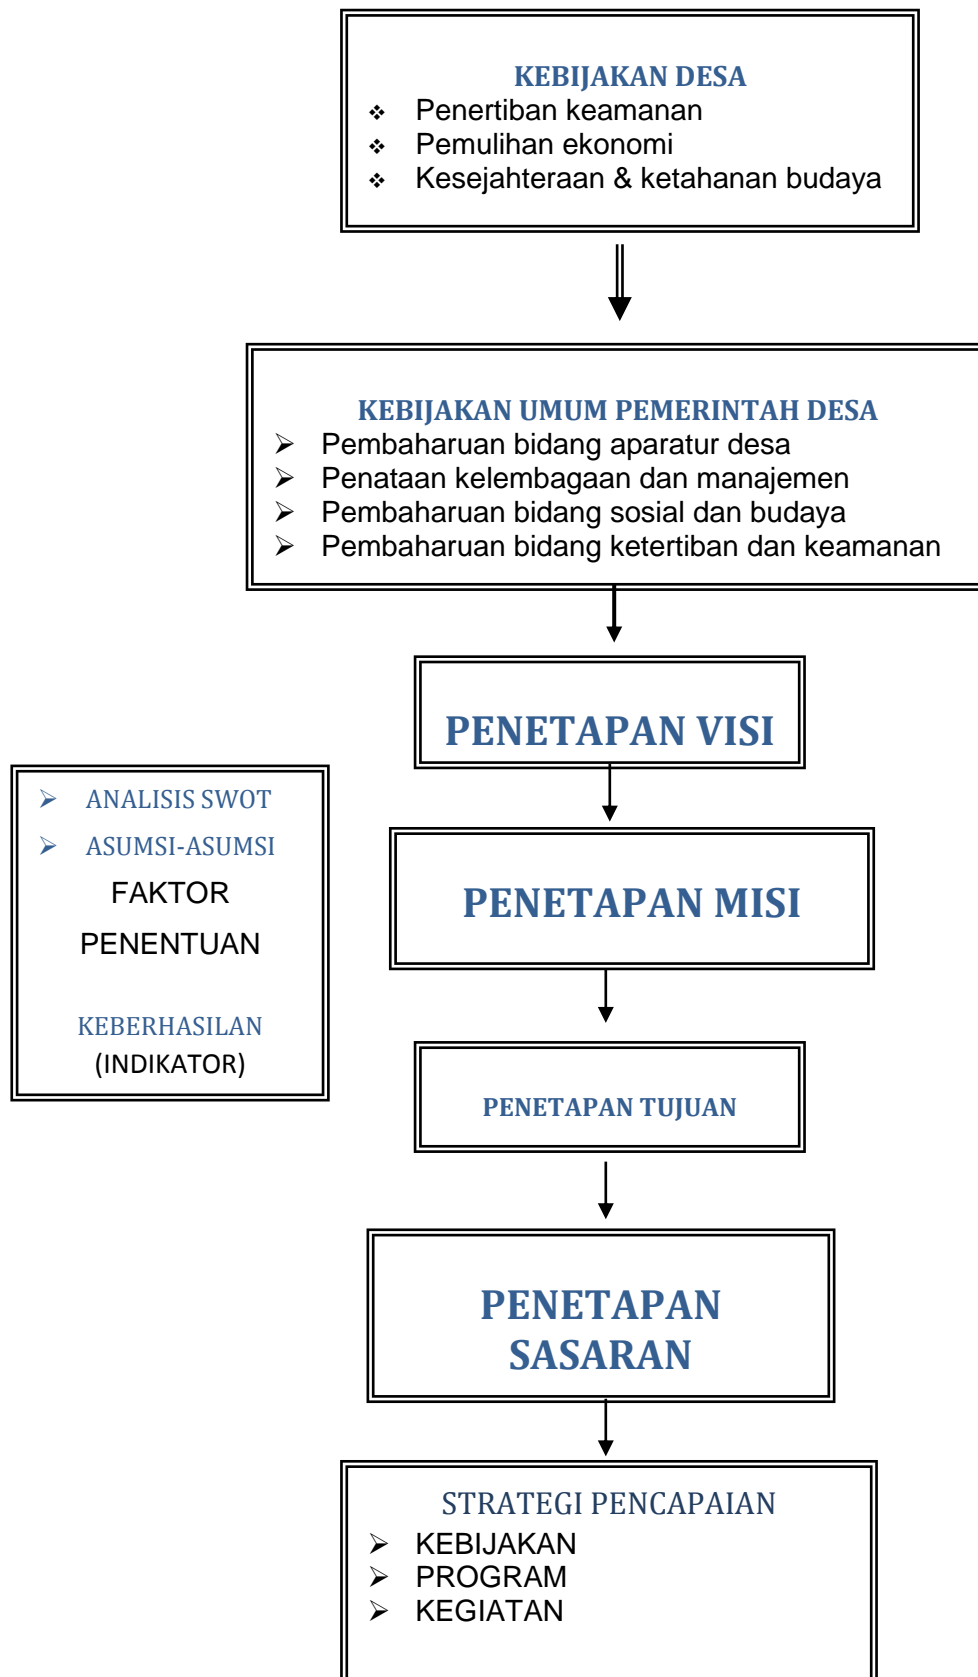 KEBIJAKAN DESA
❖ Penertiban keamanan
❖ Pemulihan ekonomi
❖ Kesejahteraan & ketahanan budaya
KEBIJAKAN UMUM PEMERINTAH DESA
➢ Pembaharuan bidang aparatur desa
➢ Penataan kelembagaan dan manajemen
➢ Pembaharuan bidang sosial dan budaya
➢ Pembaharuan bidang ketertiban dan keamanan
PENETAPAN VISI
➢ ANALISIS SWOT
➢ ASUMSI-ASUMSI
FAKTOR
PENENTUAN
KEBERHASILAN
(INDIKATOR)
PENETAPAN MISI
PENETAPAN TUJUAN
PENETAPAN
SASARAN
STRATEGI PENCAPAIAN
➢ KEBIJAKAN
➢ PROGRAM
➢ KEGIATAN